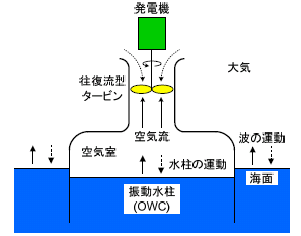 発電機
大気
往復流型
タービン
空気流
波の運動
空気室
水柱の運動
海面
振動水柱
(OWC)